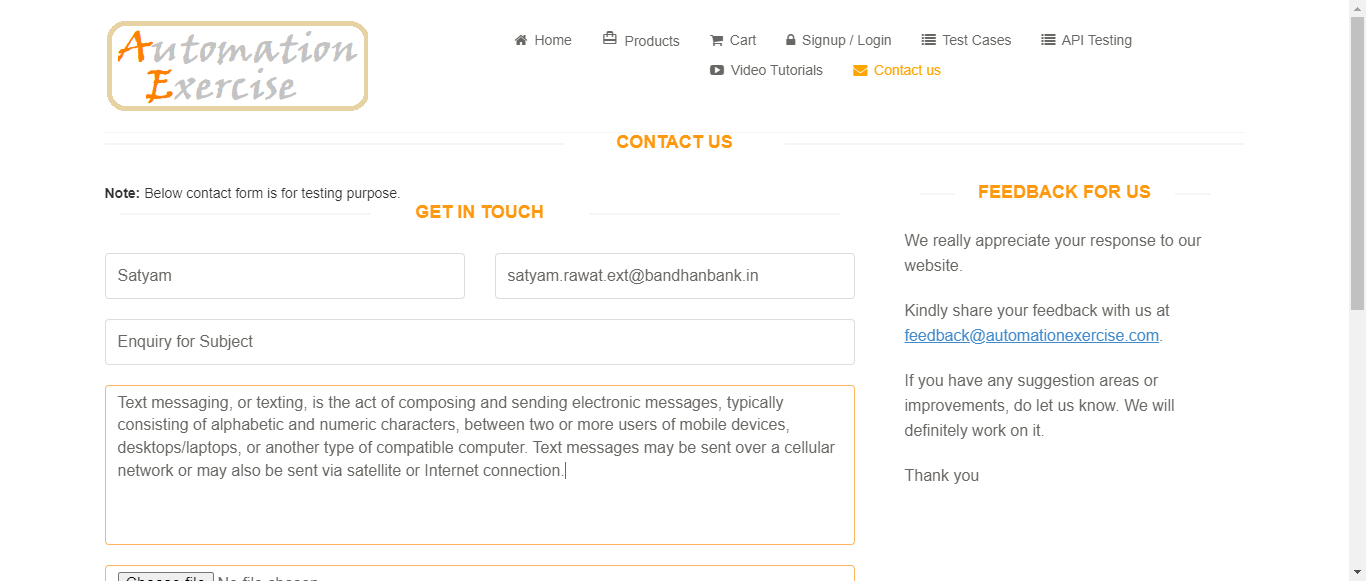 Automation
Exercise
Home Products Cart Signup / Login Test Cases API Testing
Video Tutorials Contact us
CONTACT US
Note: Below contact form is for testing purpose.
GET IN TOUCH
Satyam satyam.rawat.ext@bandhanbank.in
Enquiry for Subject
Text messaging, or texting, is the act of composing and sending electronic messages, typically
consisting of alphabetic and numeric characters, between two or more users of mobile devices,
desktops/laptops, or another type of compatible computer. Text messages may be sent over a cellular
network or may also be sent via satellite or Internet connection.
Choose file No file chosen
FEEDBACK FOR US
We really appreciate your response to our
website.
Kindly share your feedback with us at
feedback@automationexercise.com.
If you have any suggestion areas or
improvements, do let us know. We will
definitely work on it.
Thank you